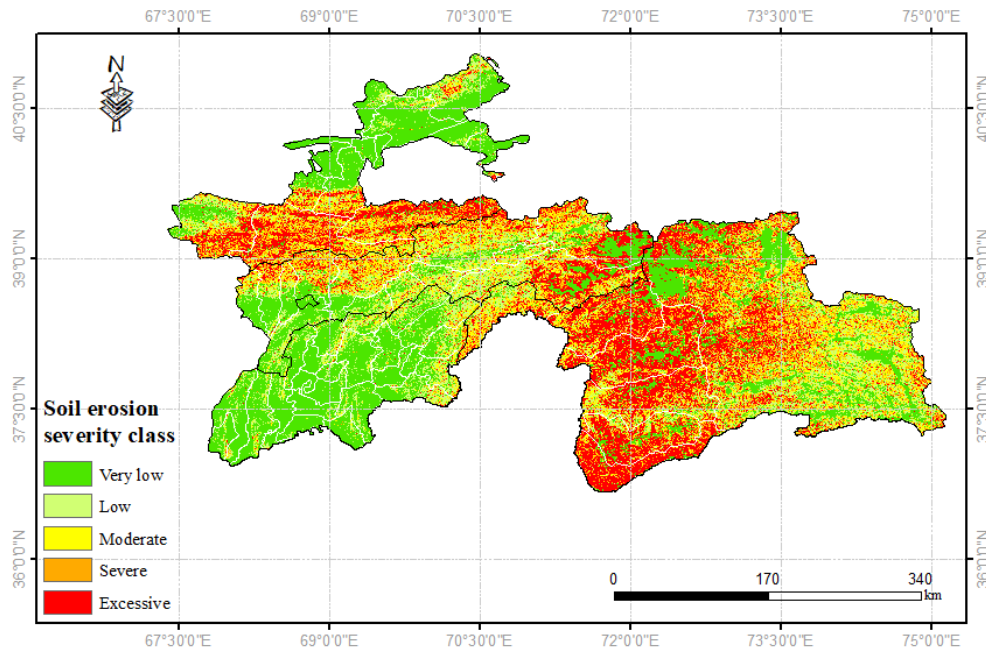 67°30'0"E 69°0'0"E 70°30'0"E 72°0'0"E 73°30'0"E 75°0'0"E
N
40°30'0"N 40°30'0"N
39°0'0"N 39°0'0"N
37°30'0"N 37°30'0"N
36°0'0"N 36°0'0"N
Soil erosion
severity class
Very low
Low
Moderate
Severe
Excessive
0 170 340
km
67°30'0"E 69°0'0"E 70°30'0"E 72°0'0"E 73°30'0"E 75°0'0"E